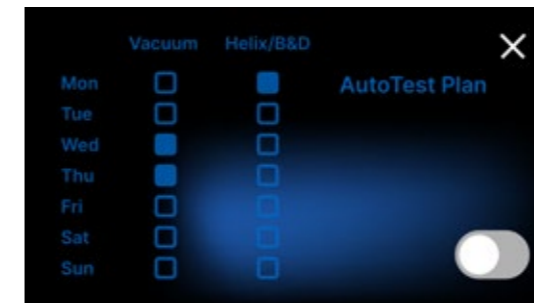 Vacuum Helix/B&D
AutoTest Plan
Mon
Tue
Wed
Thu
Fri
Sat
Sun